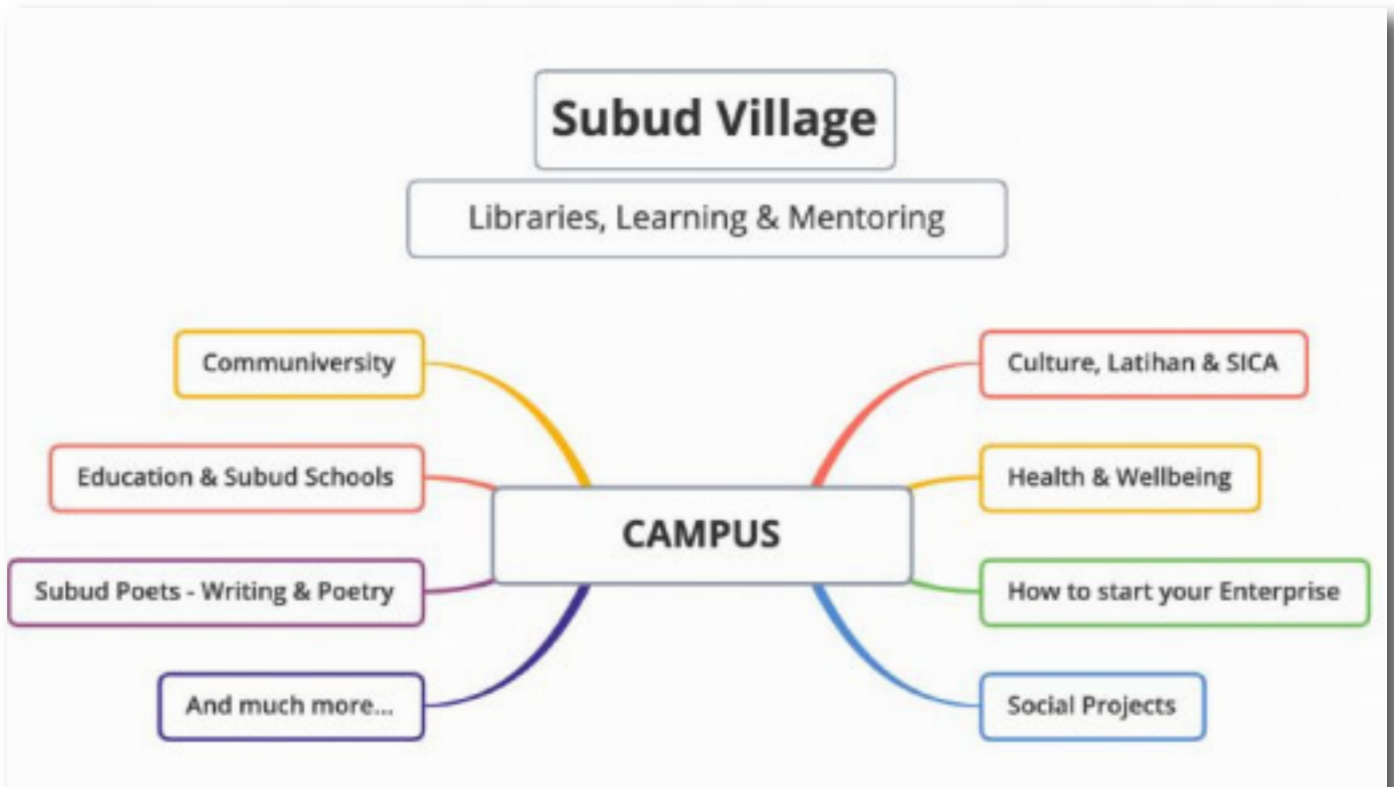 Subud Village
Libraries, Learning & Mentoring
Communiversity
Education & Subud Schools
Subud Poets - Writing & Poetry
And much more...
CAMPUS
Culture, Latihan & SICA
Health & Wellbeing
How to start your Enterprise
Social Projects